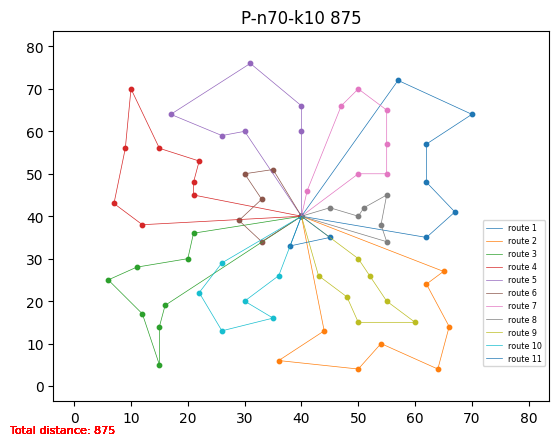 P-n70-k10 875
80
70
60
50
40
30
20
10
0
0 10 20 30 40 50 60 70 80
route 1
route 2
route 3
route 4
route 5
route 6
route 7
route 8
route 9
route 10
route 11
Total distance: 875